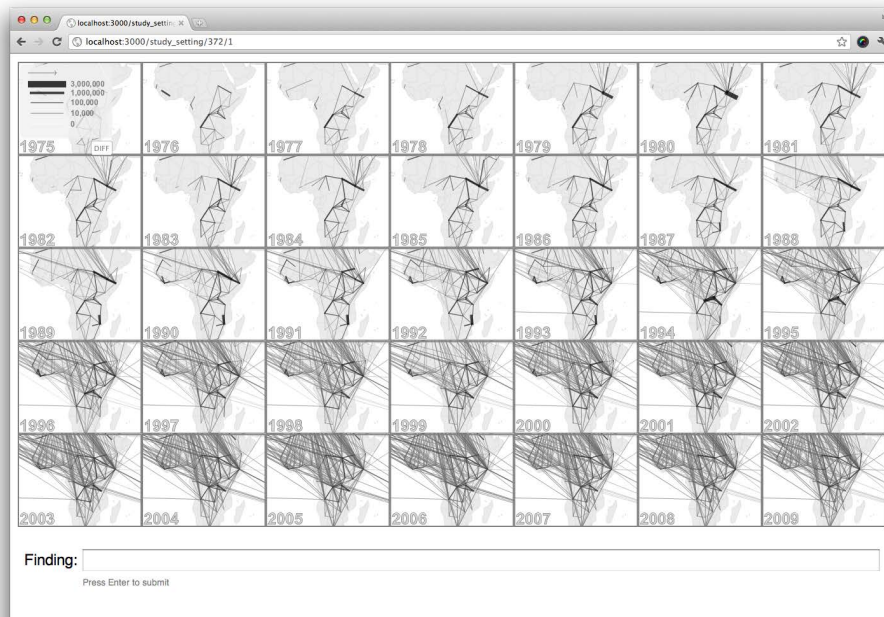 localhost:3000/study_settin
localhost:3000/study_setting/372/1
3,000,000
1,000,000
100,000
10,000
0
DIFF
1975 1976 1977 1978 1979 1980 1981
1982 1983 1984 1985 1986 1987 1988
1989 1990 1991 1992 1993 1994 1995
1996 1997 1998 1999 2000 2001 2002
2003 2004 2005 2006 2007 2008 2009
Finding:
Press Enter to submit